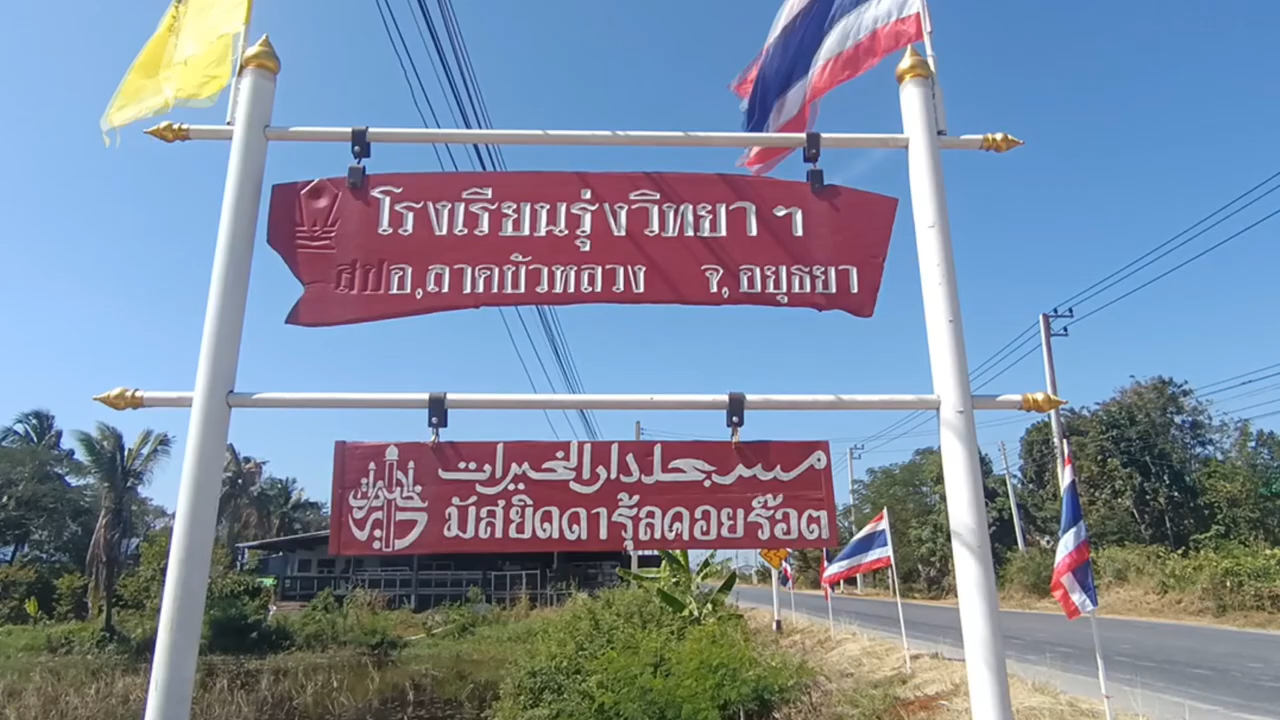 โรงเรียนรุ่งวิทยา ฯ
สปอ.ลาดบัวหลวง จ.อยุธยา
مسجد دار الخيرات
มัสยิดดารุ้ลคอยร๊อต